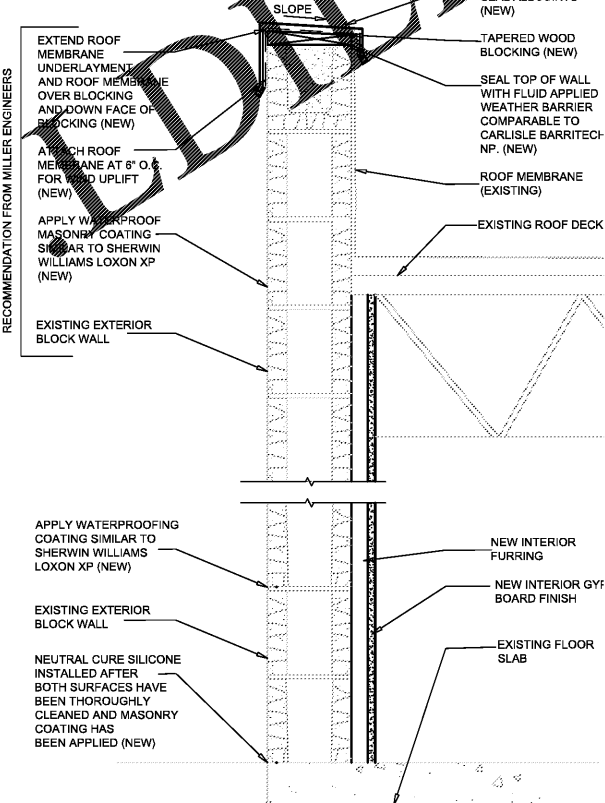 RECOMMENDATION FROM MILLER ENGINEERS
EXTEND ROOF
MEMBRANE
UNDERLAYMENT
AND ROOF MEMBRANE
OVER BLOCKING
AND DOWN FACE OF
BLOCKING (NEW)
ATTACH ROOF
MEMBRANE AT 6" O.C.
FOR WIND UPLIFT
(NEW)
APPLY WATERPROOF
MASONRY COATING
SIMILAR TO SHERWIN
WILLIAMS LOXON XP
(NEW)
EXISTING EXTERIOR
BLOCK WALL
APPLY WATERPROOFING
COATING SIMILAR TO
SHERWIN WILLIAMS
LOXON XP (NEW)
EXISTING EXTERIOR
BLOCK WALL
NEUTRAL CURE SILICONE
INSTALLED AFTER
BOTH SURFACES HAVE
BEEN THOROUGHLY
CLEANED AND MASONRY
COATING HAS
BEEN APPLIED (NEW)
SLOPE
(NEW)
TAPERED WOOD
BLOCKING (NEW)
SEAL TOP OF WALL
WITH FLUID APPLIED
WEATHER BARRIER
COMPARABLE TO
CARLISLE BARRITECH
NP. (NEW)
ROOF MEMBRANE
(EXISTING)
EXISTING ROOF DECK
NEW INTERIOR
FURRING
NEW INTERIOR GYP
BOARD FINISH
EXISTING FLOOR
SLAB